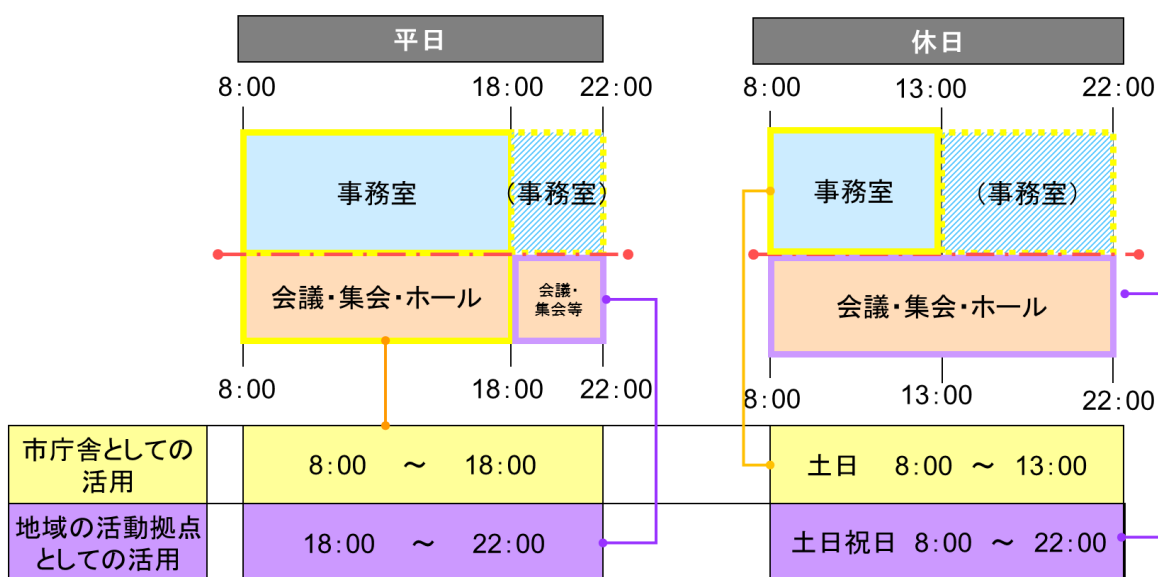 平日
休日
8:00
18:00
22:00
8:00
13:00
22:00
事務室
(事務室)
事務室
(事務室)
会議・集会・ホール
会議・
集会等
会議・集会・ホール
8:00
18:00
22:00
8:00
13:00
22:00
市庁舎としての
活用
8:00 ～ 18:00
土日 8:00 ～ 13:00
地域の活動拠点
としての活用
18:00 ～ 22:00
土日祝日 8:00 ～ 22:00